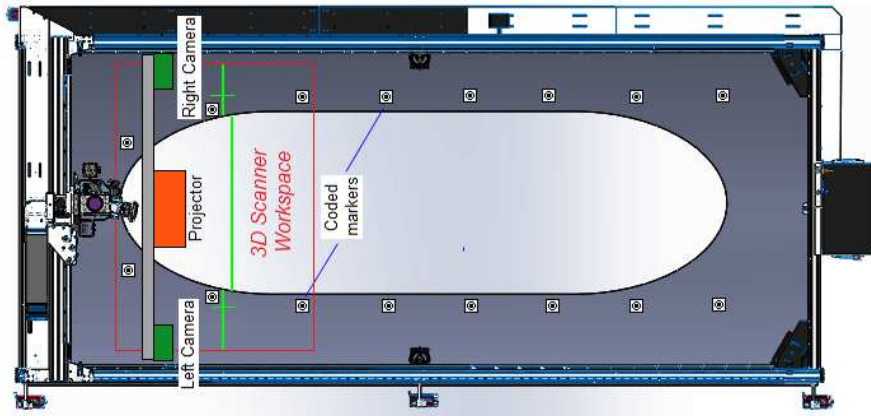 Right Camera
Projector
Left Camera
3D Scanner
Workspace
Coded
markers